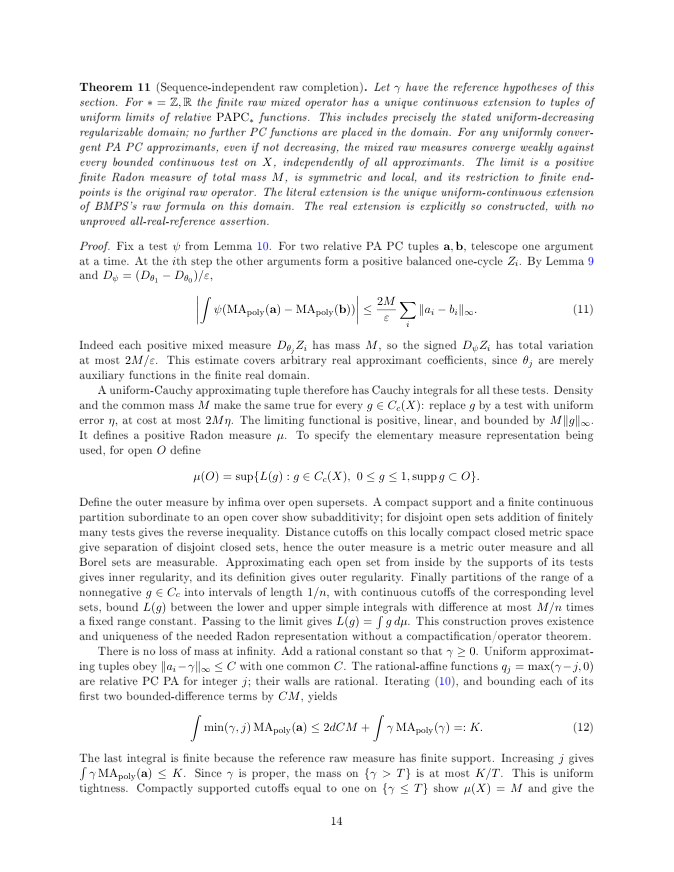 Theorem 11 (Sequence-independent raw completion). Let γ have the reference hypotheses of this
section. For ∗ = ℤ, ℝ the finite raw mixed operator has a unique continuous extension to tuples of
uniform limits of relative PAPC∗ functions. This includes precisely the stated uniform-decreasing
regularizable domain; no further PC functions are placed in the domain. For any uniformly conver-
gent PA PC approximants, even if not decreasing, the mixed raw measures converge weakly against
every bounded continuous test on X, independently of all approximants. The limit is a positive
finite Radon measure of total mass M, is symmetric and local, and its restriction to finite end-
points is the original raw operator. The literal extension is the unique uniform-continuous extension
of BMPS's raw formula on this domain. The real extension is explicitly so constructed, with no
unproved all-real-reference assertion.
Proof. Fix a test ψ from Lemma 10. For two relative PA PC tuples a, b, telescope one argument
at a time. At the ith step the other arguments form a positive balanced one-cycle Zᵢ. By Lemma 9
and D_ψ = (D_{θ₁} − D_{θ₀})/ε,
|∫ ψ(MA_poly(a) − MA_poly(b))| ≤ 2M/ε ∑_i ‖a_i − b_i‖_∞. (11)
Indeed each positive mixed measure D_{θ_j}Z_i has mass M, so the signed D_ψZ_i has total variation
at most 2M/ε. This estimate covers arbitrary real approximant coefficients, since θ_j are merely
auxiliary functions in the finite real domain.
A uniform-Cauchy approximating tuple therefore has Cauchy integrals for all these tests. Density
and the common mass M make the same true for every g ∈ C_c(X): replace g by a test with uniform
error η, at cost at most 2Mη. The limiting functional is positive, linear, and bounded by M‖g‖_∞.
It defines a positive Radon measure μ. To specify the elementary measure representation being
used, for open O define
μ(O) = sup{L(g) : g ∈ C_c(X), 0 ≤ g ≤ 1, supp g ⊂ O}.
Define the outer measure by infima over open supersets. A compact support and a finite continuous
partition subordinate to an open cover show subadditivity; for disjoint open sets addition of finitely
many tests gives the reverse inequality. Distance cutoffs on this locally compact closed metric space
give separation of disjoint closed sets, hence the outer measure is a metric outer measure and all
Borel sets are measurable. Approximating each open set from inside by the supports of its tests
gives inner regularity, and its definition gives outer regularity. Finally partitions of the range of a
nonnegative g ∈ C_c into intervals of length 1/n, with continuous cutoffs of the corresponding level
sets, bound L(g) between the lower and upper simple integrals with difference at most M/n times
a fixed range constant. Passing to the limit gives L(g) = ∫ g dμ. This construction proves existence
and uniqueness of the needed Radon representation without a compactification/operator theorem.
There is no loss of mass at infinity. Add a rational constant so that γ ≥ 0. Uniform approximat-
ing tuples obey ‖a_i − γ‖_∞ ≤ C with one common C. The rational-affine functions q_j = max(γ−j, 0)
are relative PC PA for integer j; their walls are rational. Iterating (10), and bounding each of its
first two bounded-difference terms by CM, yields
∫ min(γ, j) MA_poly(a) ≤ 2dCM + ∫ γ MA_poly(γ) =: K. (12)
The last integral is finite because the reference raw measure has finite support. Increasing j gives
∫ γ MA_poly(a) ≤ K. Since γ is proper, the mass on {γ > T} is at most K/T. This is uniform
tightness. Compactly supported cutoffs equal to one on {γ ≤ T} show μ(X) = M and give the
14